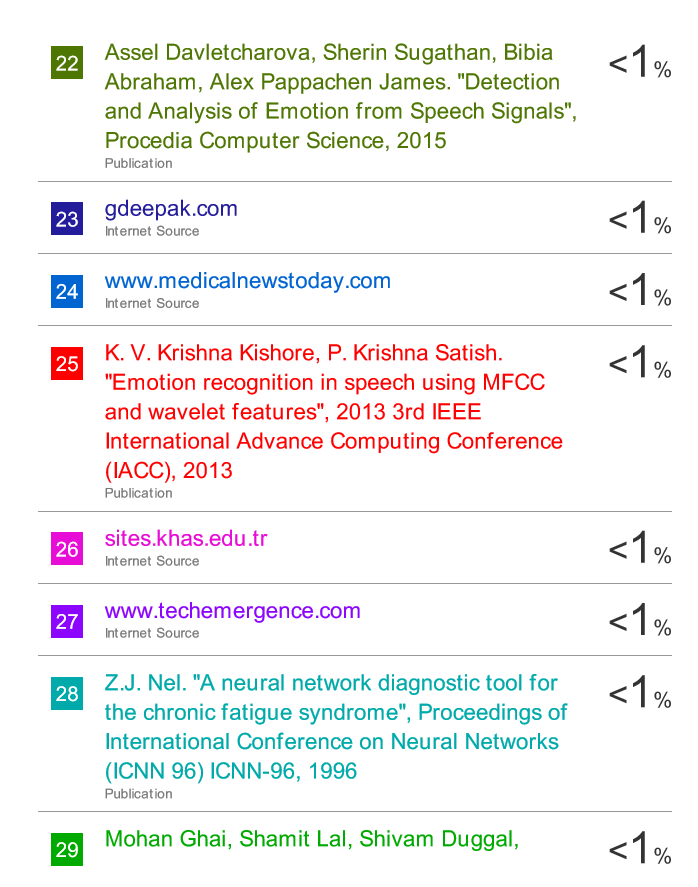 22
Assel Davletcharova, Sherin Sugathan, Bibia
Abraham, Alex Pappachen James. "Detection
and Analysis of Emotion from Speech Signals",
Procedia Computer Science, 2015
Publication
<1%
23
gdeepak.com
Internet Source
<1%
24
www.medicalnewstoday.com
Internet Source
<1%
25
K. V. Krishna Kishore, P. Krishna Satish.
"Emotion recognition in speech using MFCC
and wavelet features", 2013 3rd IEEE
International Advance Computing Conference
(IACC), 2013
Publication
<1%
26
sites.khas.edu.tr
Internet Source
<1%
27
www.techemergence.com
Internet Source
<1%
28
Z.J. Nel. "A neural network diagnostic tool for
the chronic fatigue syndrome", Proceedings of
International Conference on Neural Networks
(ICNN 96) ICNN-96, 1996
Publication
<1%
29
Mohan Ghai, Shamit Lal, Shivam Duggal,
<1%